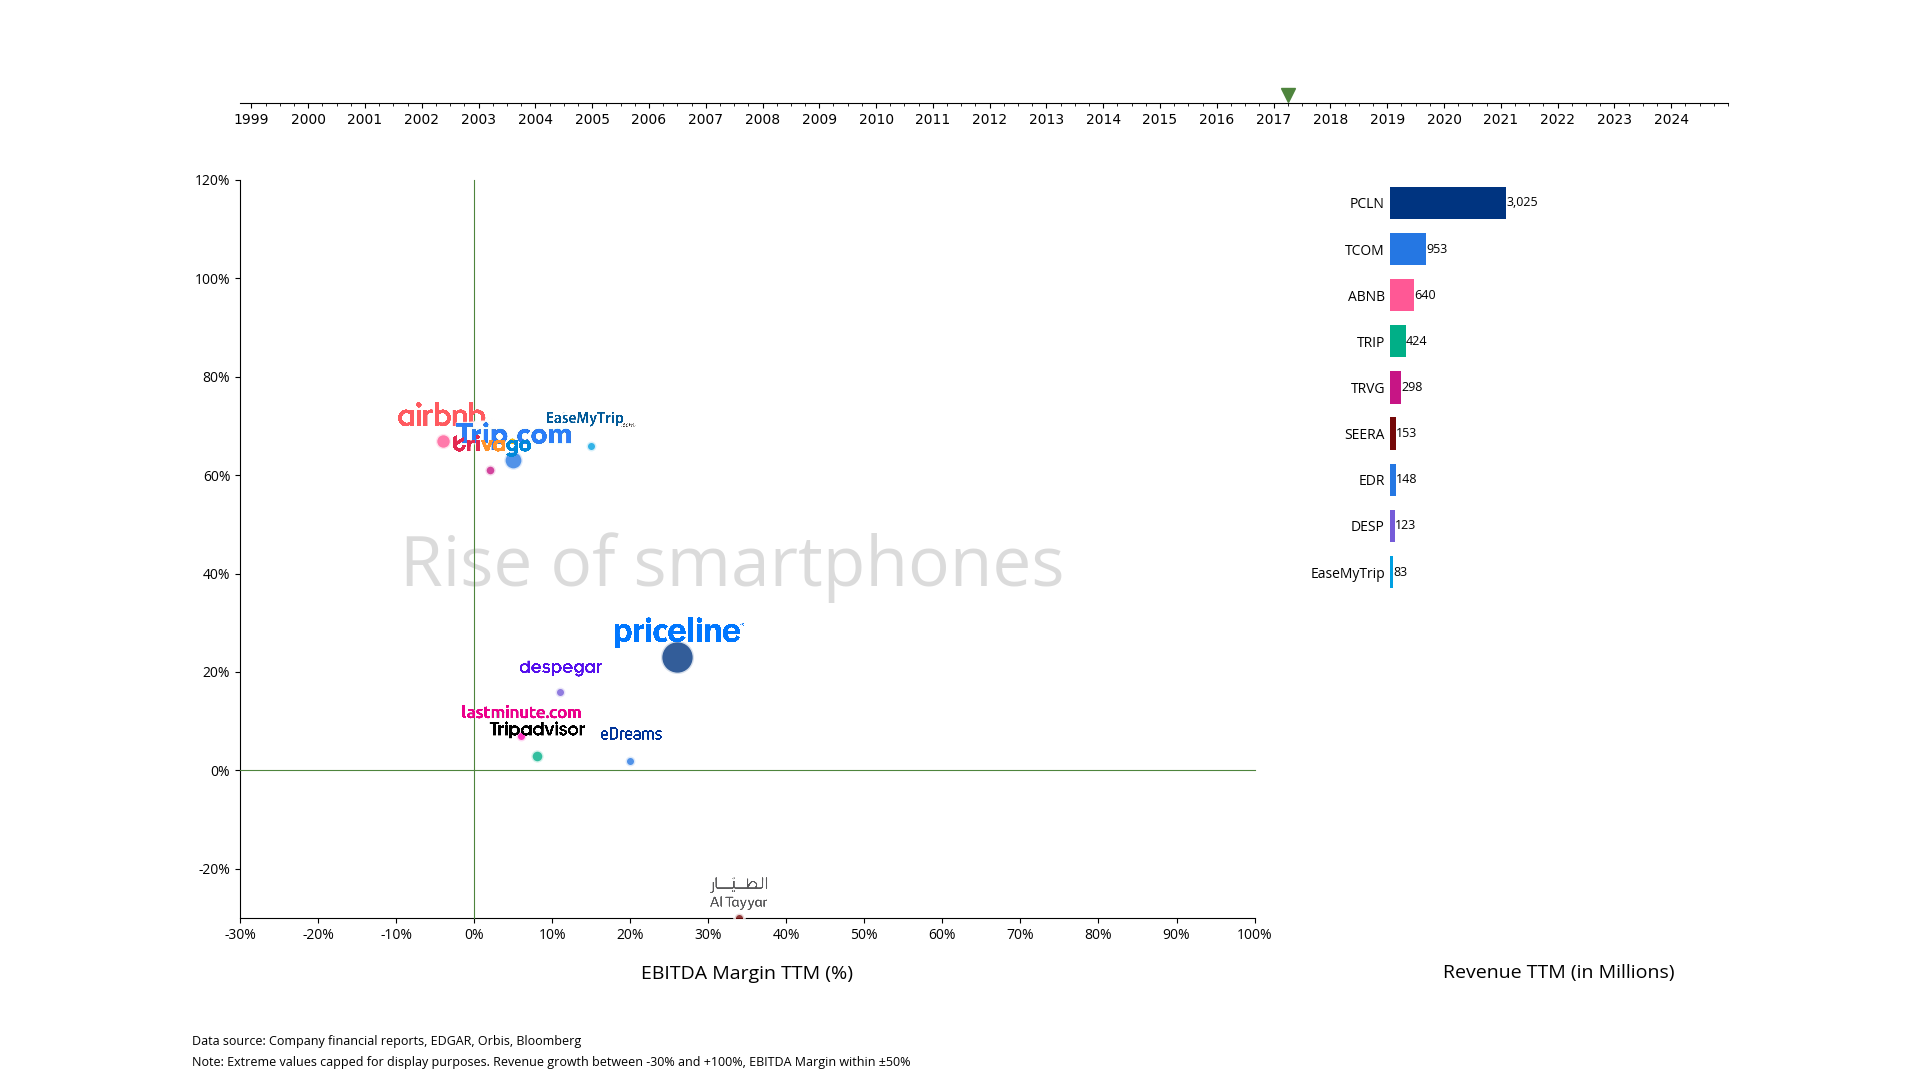 1999 2000 2001 2002 2003 2004 2005 2006 2007 2008 2009 2010 2011 2012 2013 2014 2015 2016 2017 2018 2019 2020 2021 2022 2023 2024
120%
100%
80%
60%
40%
20%
0%
-20%
airbnb
EaseMyTrip
Trip.com
trivago
Rise of smartphones
priceline
despegar
lastminute.com
Tripadvisor
eDreams
الطيار
Al Tayyar
-30% -20% -10% 0% 10% 20% 30% 40% 50% 60% 70% 80% 90% 100%
EBITDA Margin TTM (%)
PCLN 3,025
TCOM 953
ABNB 640
TRIP 424
TRVG 298
SEERA 153
EDR 148
DESP 123
EaseMyTrip 83
Revenue TTM (in Millions)
Data source: Company financial reports, EDGAR, Orbis, Bloomberg
Note: Extreme values capped for display purposes. Revenue growth between -30% and +100%, EBITDA Margin within ±50%